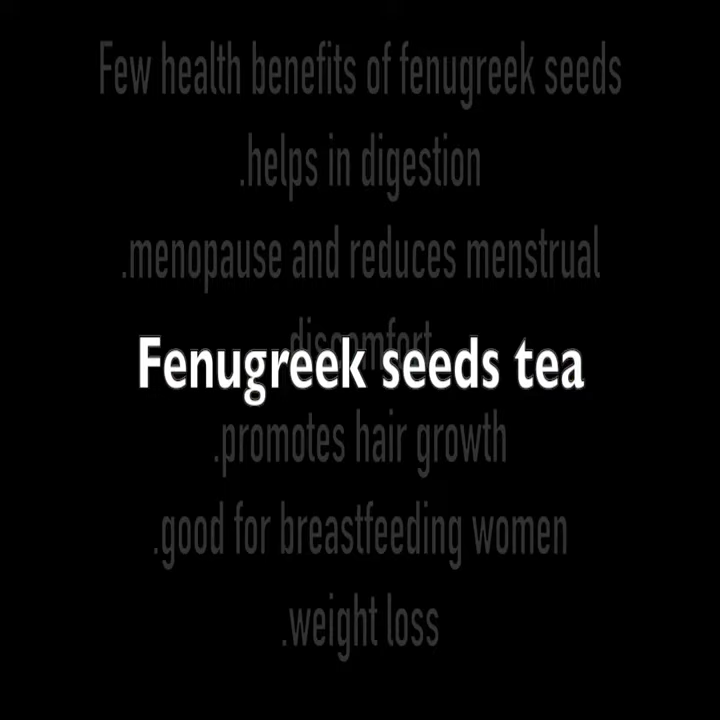 Few health benefits of fenugreek seeds
.helps in digestion
.menopause and reduces menstrual
discomfort
Fenugreek seeds tea
.promotes hair growth
.good for breastfeeding women
.weight loss